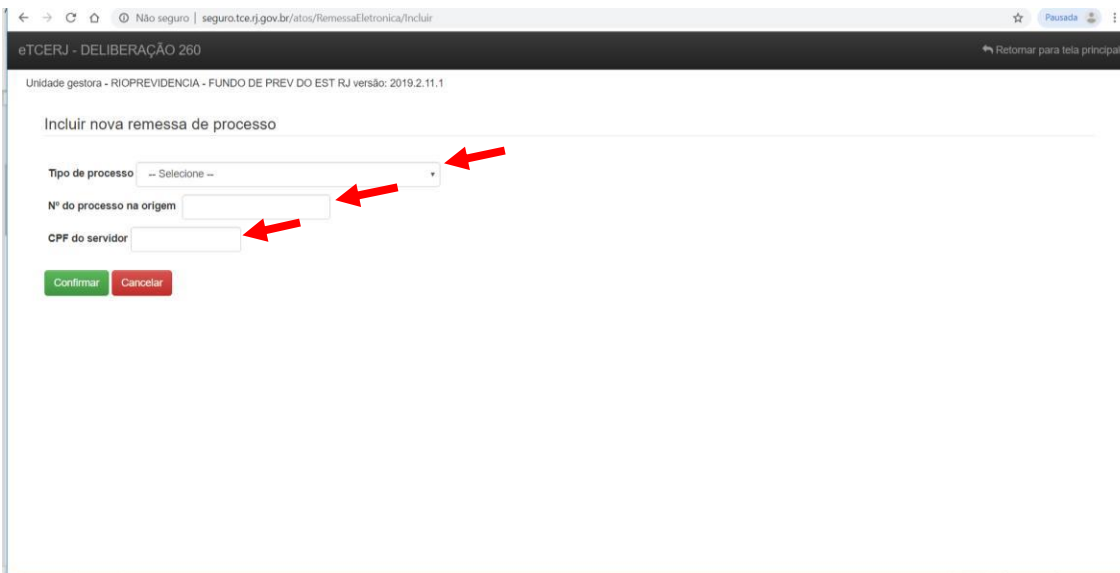 Não seguro | seguro.tce.rj.gov.br/atos/RemessaEletronica/Incluir Pausada
eTCERJ - DELIBERAÇÃO 260 Retornar para tela principal
Unidade gestora - RIOPREVIDENCIA - FUNDO DE PREV DO EST RJ versão: 2019.2.11.1
Incluir nova remessa de processo
Tipo de processo -- Selecione --
Nº do processo na origem
CPF do servidor
Confirmar Cancelar